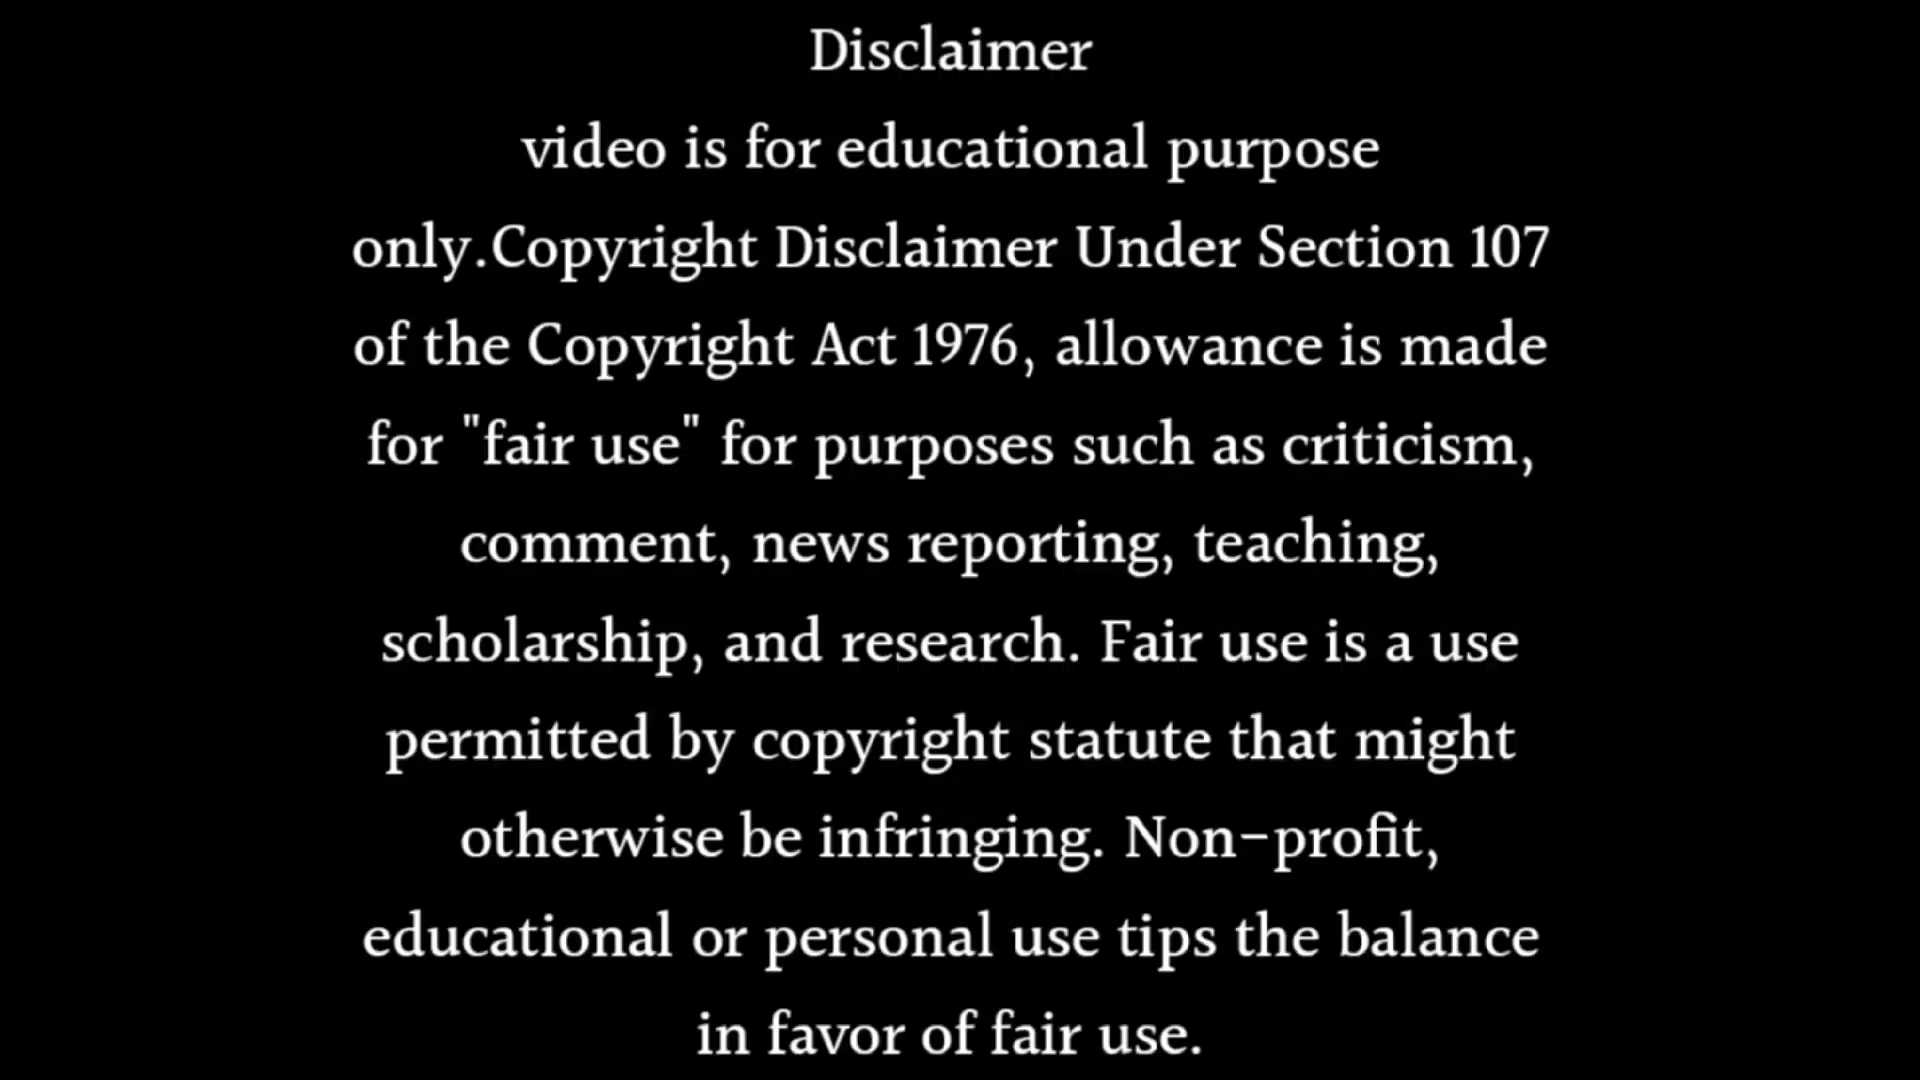 Disclaimer
video is for educational purpose
only.Copyright Disclaimer Under Section 107
of the Copyright Act 1976, allowance is made
for "fair use" for purposes such as criticism,
comment, news reporting, teaching,
scholarship, and research. Fair use is a use
permitted by copyright statute that might
otherwise be infringing. Non-profit,
educational or personal use tips the balance
in favor of fair use.